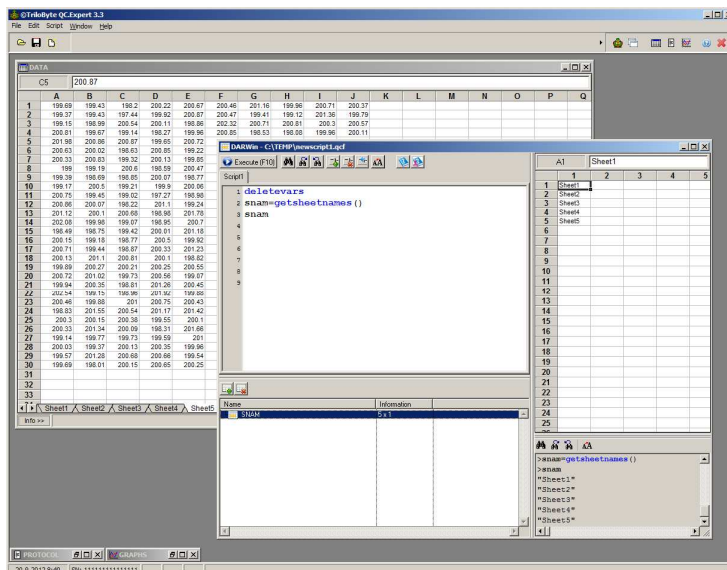 ©TriloByte QC.Expert 3.3
File Edit Script Window Help
DATA
C5 200.87
A B C D E F G H I J K L M N O P Q
1 199.69 199.43 198.2 200.22 200.67 200.46 201.16 199.96 200.71 200.37
2 199.37 199.43 197.44 199.92 200.87 200.47 199.41 199.12 201.36 199.79
3 199.15 198.99 200.54 200.11 198.86 202.32 200.71 200.81 200.3 200.57
4 200.81 199.67 199.14 198.27 199.96 200.85 198.53 198.08 199.96 200.11
5 201.98 200.86 200.87 199.65 200.72
6 200.63 200.02 198.63 200.85 199.22
7 200.33 200.83 199.32 200.13 199.85
8 199 199.19 200.6 198.59 200.47
9 199.39 198.69 198.85 200.07 198.77
10 199.17 200.5 199.21 199.9 200.06
11 200.75 199.45 199.02 197.27 198.98
12 200.86 200.07 198.22 201.1 199.24
13 201.12 200.1 200.68 198.98 201.78
14 202.08 199.98 199.07 198.95 200.7
15 198.49 198.75 199.42 200.01 201.18
16 200.15 199.18 198.77 200.5 199.92
17 200.71 199.44 198.87 200.33 201.23
18 200.13 201.1 200.81 200.1 198.82
19 199.89 200.27 200.21 200.25 200.55
20 200.72 201.02 199.73 200.56 199.07
21 199.94 200.35 198.81 201.26 200.45
22 202.54 199.15 198.96 201.92 199.88
23 200.46 199.88 201 200.75 200.43
24 198.83 201.55 200.54 201.17 201.42
25 200.3 200.15 200.38 199.55 200.1
26 200.33 201.34 200.09 198.31 201.66
27 199.14 199.77 199.73 199.59 201
28 200.03 199.37 200.13 200.35 199.96
29 199.57 201.28 200.68 200.66 199.54
30 199.69 198.01 200.15 200.65 200.25
31
32
33
Sheet1 Sheet2 Sheet3 Sheet4 Sheet5
Info >>
DARWin - C:\TEMP\newscript1.qcf
Execute (F10)
Script1
1 deletevars
2 snam=getsheetnames()
3 snam
4
5
6
7
8
9
Name Information
SNAM 5 x 1
A1 Sheet1
1 2 3 4 5
1 Sheet1
2 Sheet2
3 Sheet3
4 Sheet4
5 Sheet5
6
7
8
9
10
11
12
13
14
15
16
17
18
19
20
21
22
23
24
25
>snam=getsheetnames()
>snam
"Sheet1"
"Sheet2"
"Sheet3"
"Sheet4"
"Sheet5"
PROTOCOL GRAPHS